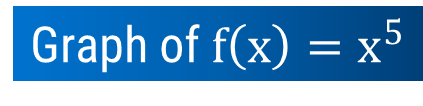 Graph of f(x) = x⁵